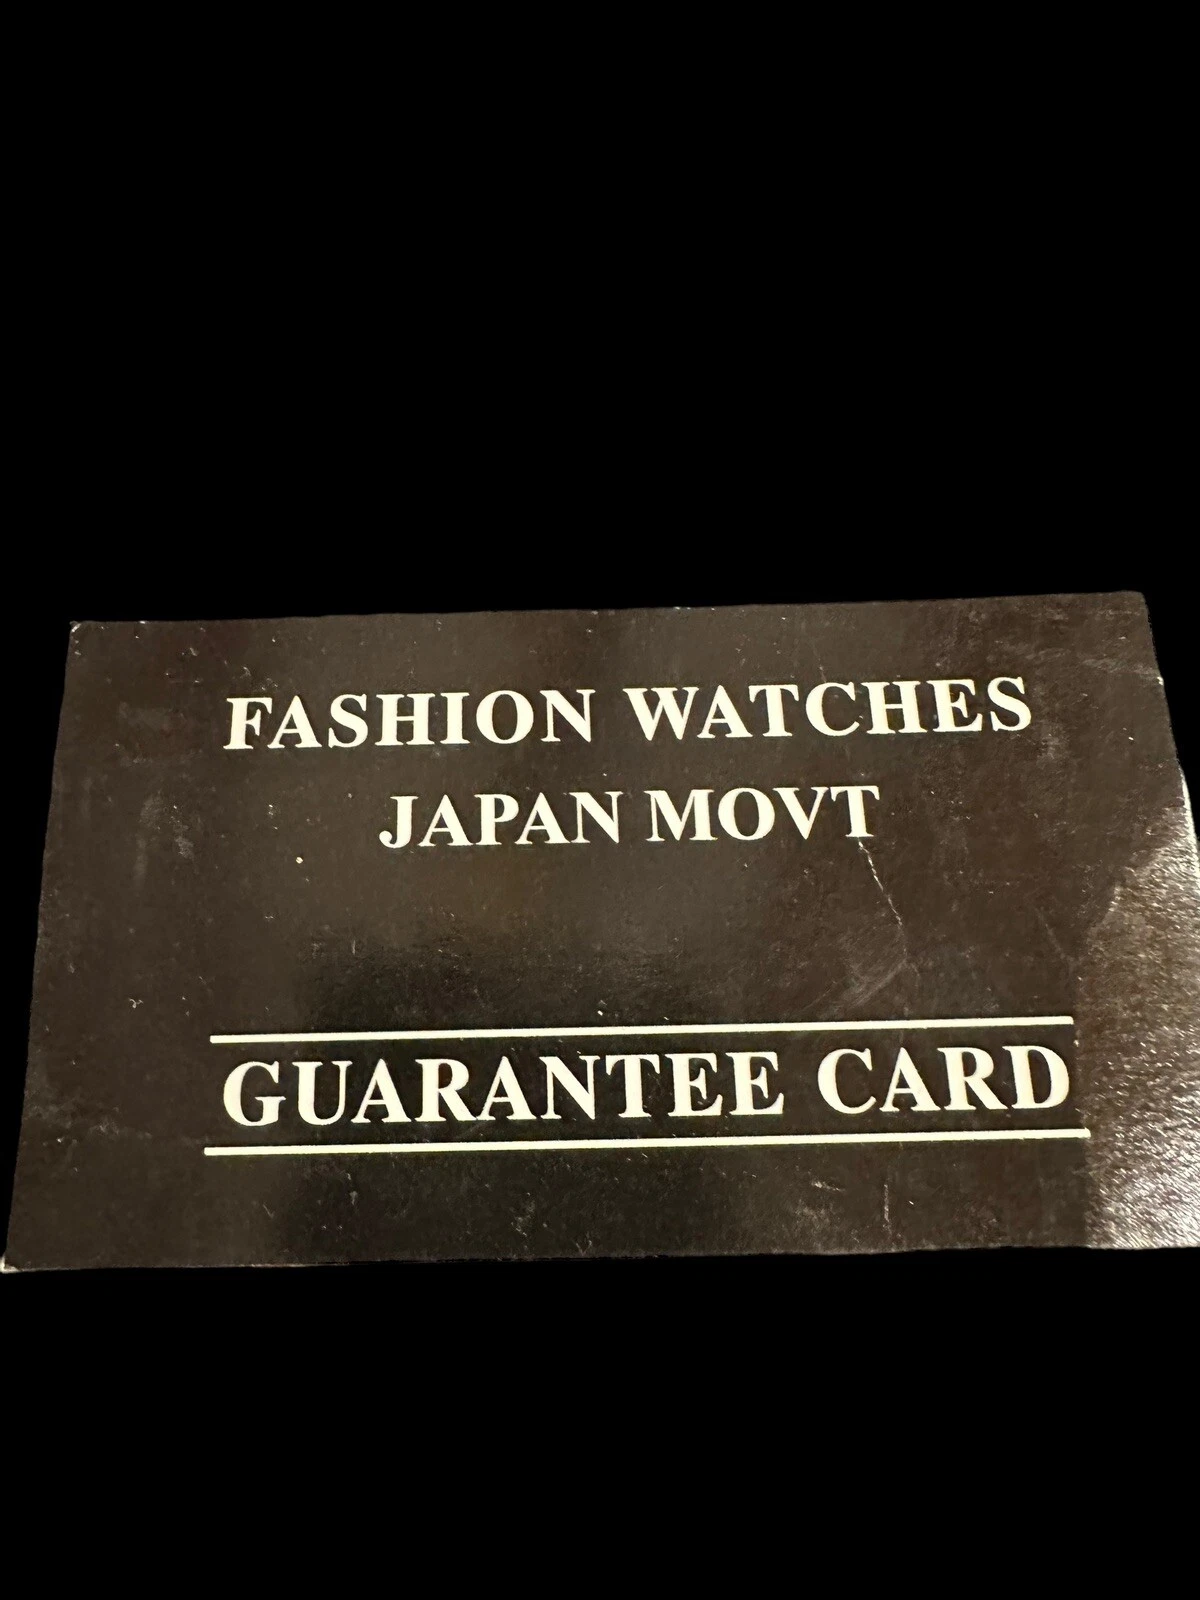 FASHION WATCHES
JAPAN MOVT
GUARANTEE CARD